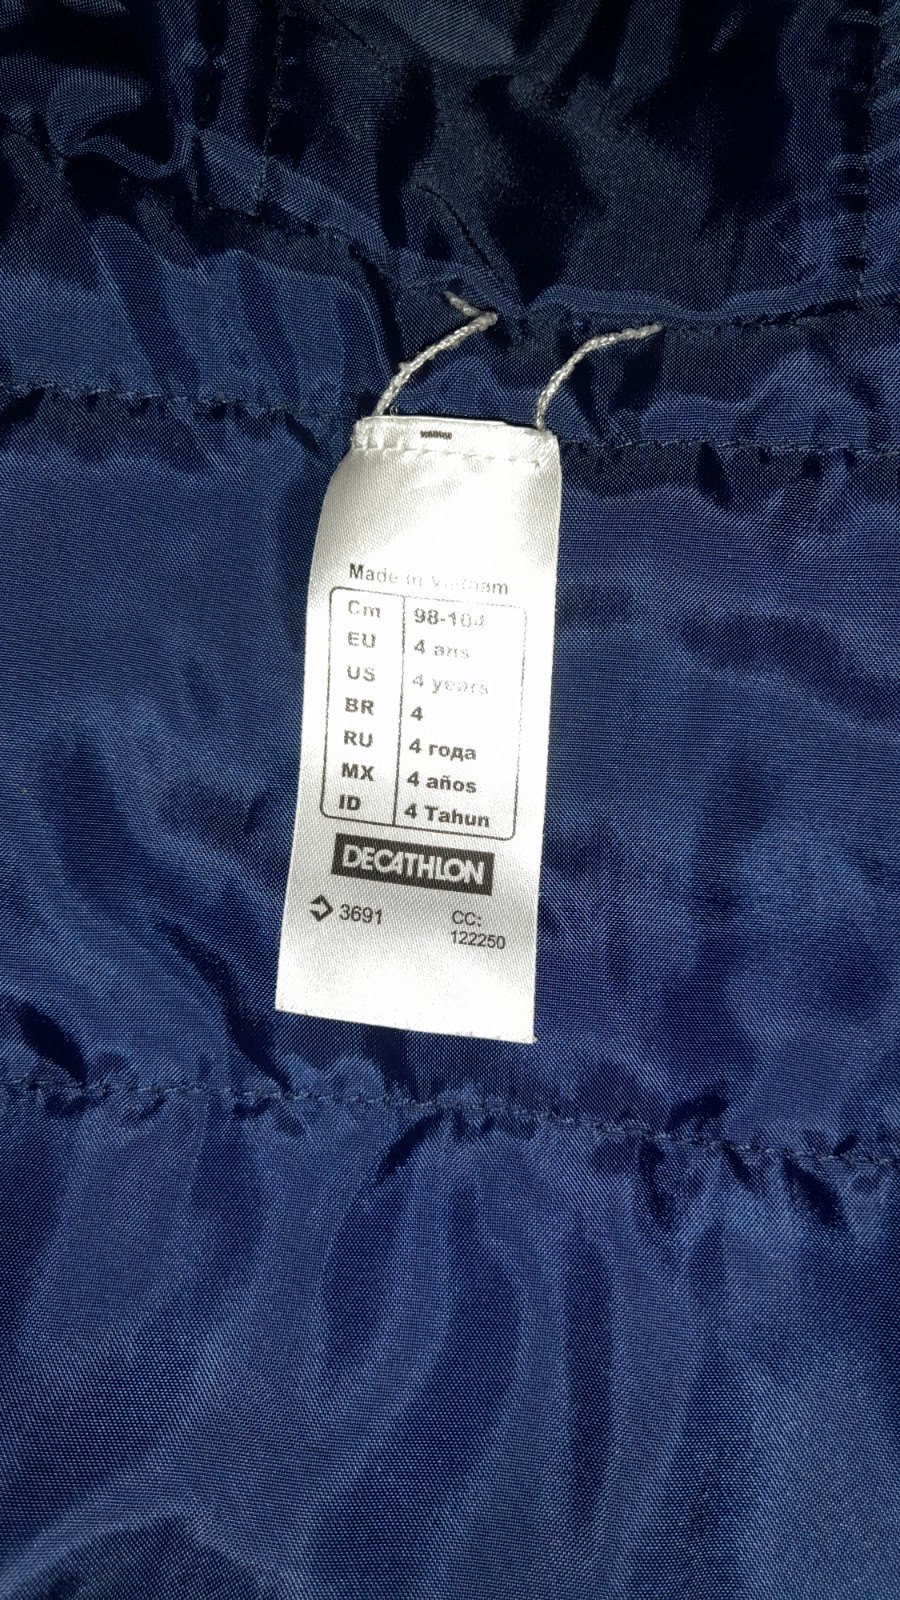 Made in Vietnam
Cm 98-104
EU 4 ans
US 4 years
BR 4
RU 4 года
MX 4 años
ID 4 Tahun
DECATHLON
3691 CC:
122250